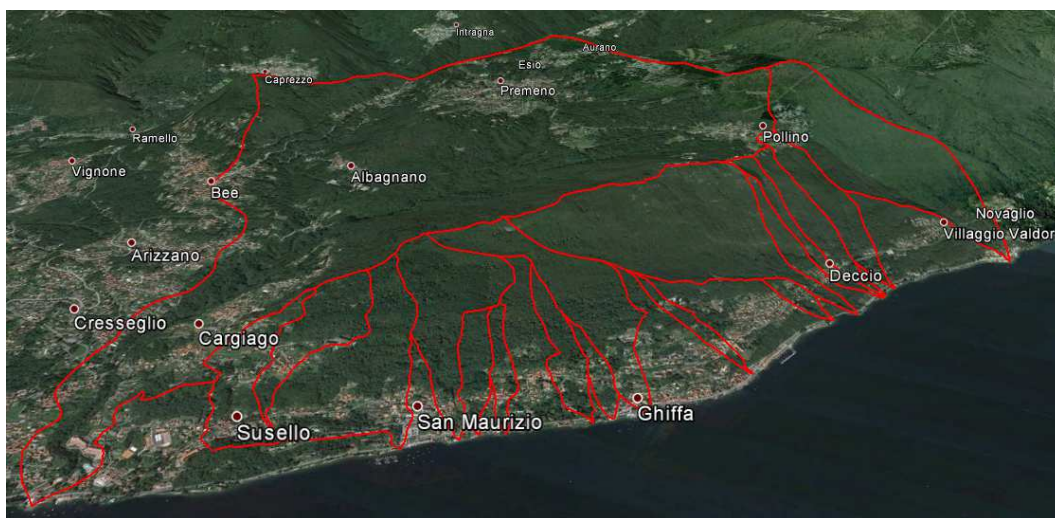 Intragna
Aurano
Esio
Caprezzo
Premeno
Ramello
Pollino
Vignone
Albagnano
Bee
Novaglio
Villaggio Valdor
Arizzano
Deccio
Cresseglio
Cargiago
Susello
San Maurizio
Ghiffa